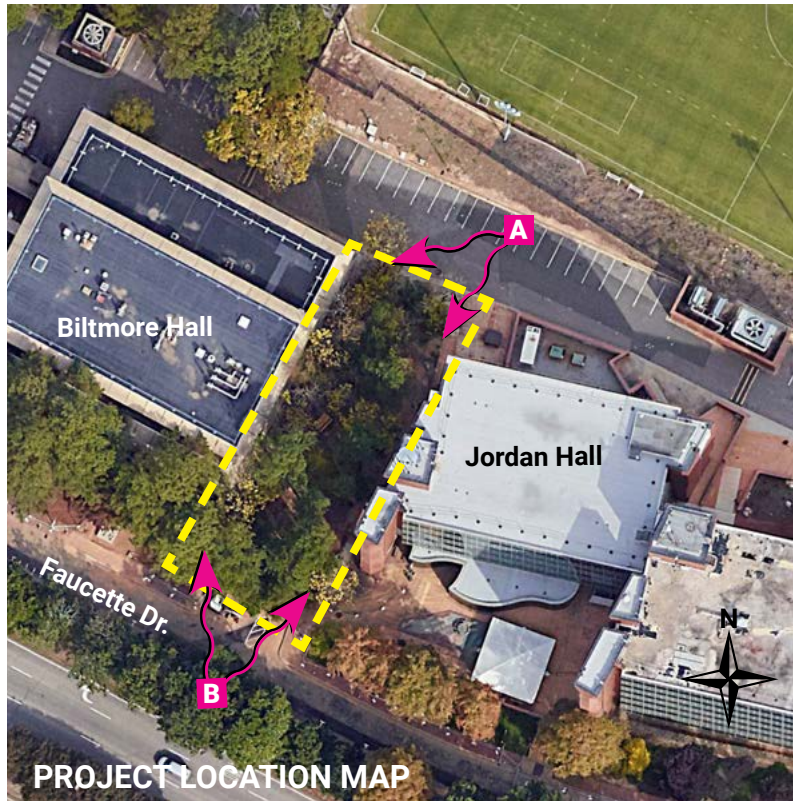 A
Biltmore Hall
Jordan Hall
Faucette Dr.
N
B
PROJECT LOCATION MAP